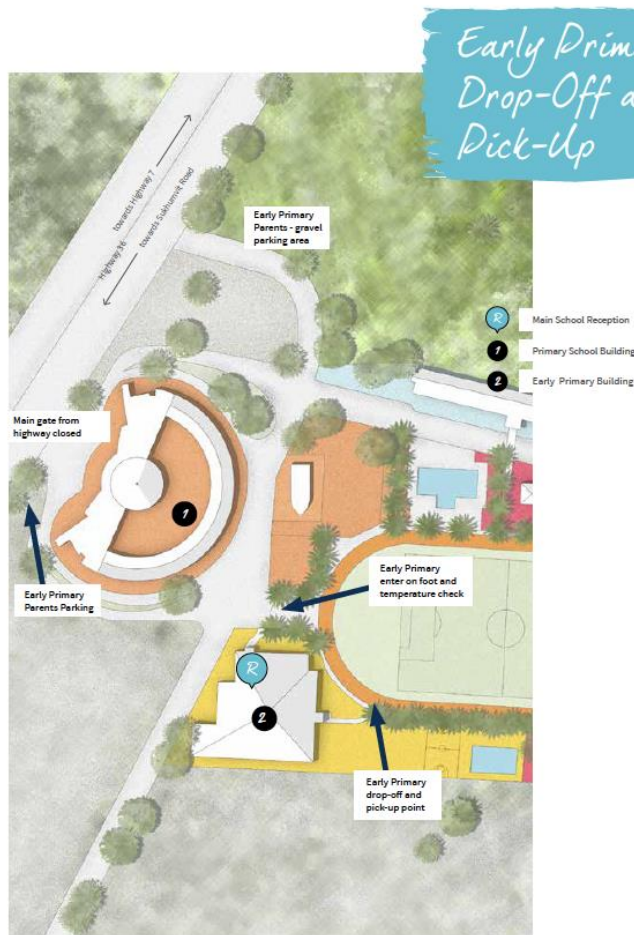 Early Prim
Drop-Off a
Pick-Up
towards Highway 7
Highway 36
towards Sukhumvit Road
Early Primary
Parents - gravel
parking area
R
Main School Reception
1
Primary School Building
2
Early Primary Building
Main gate from
highway closed
1
Early Primary
Parents Parking
Early Primary
enter on foot and
temperature check
R
2
Early Primary
drop-off and
pick-up point